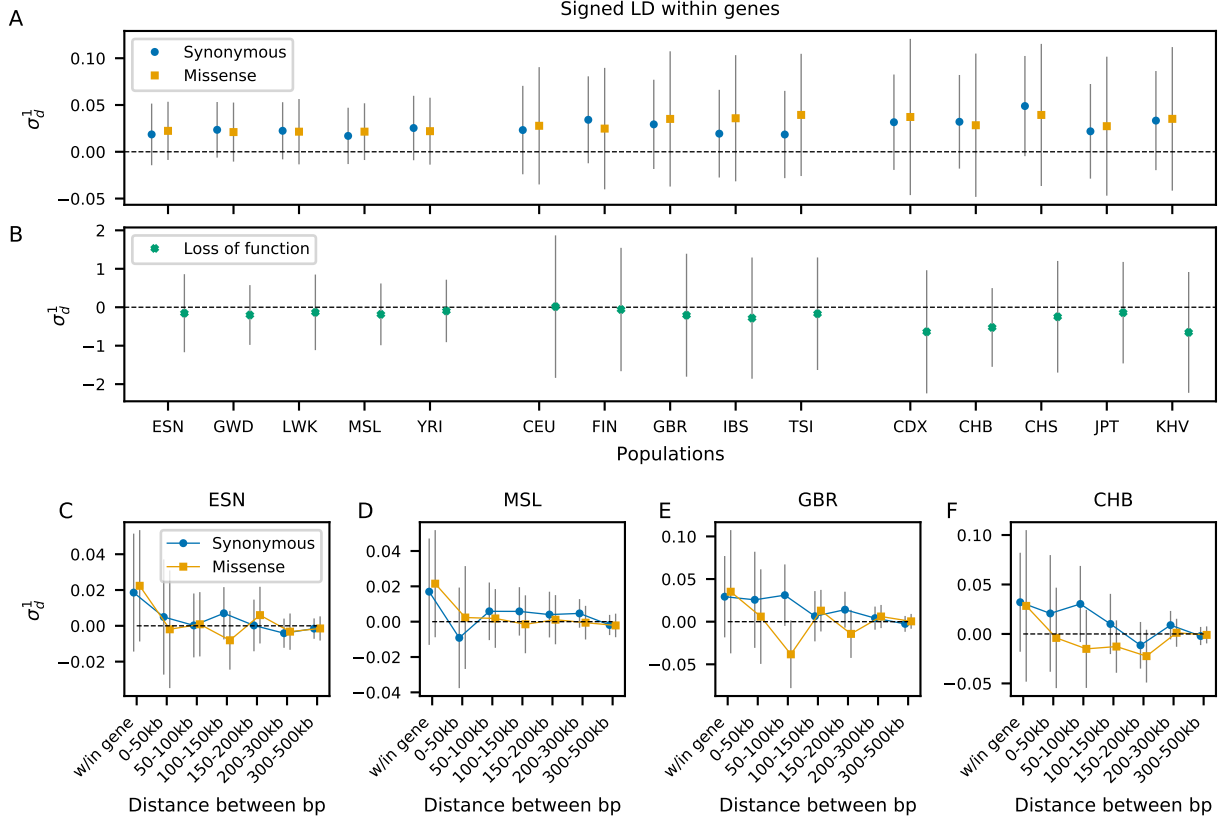 Signed LD within genes
A
Synonymous
Missense
0.10
0.05
0.00
−0.05
σ_d^1
B
Loss of function
2
1
0
−1
−2
σ_d^1
ESN GWD LWK MSL YRI CEU FIN GBR IBS TSI CDX CHB CHS JPT KHV
Populations
C ESN
Synonymous
Missense
0.04
0.02
0.00
−0.02
σ_d^1
w/in gene 0-50kb 50-100kb 100-150kb 150-200kb 200-300kb 300-500kb
Distance between bp
D MSL
0.04
0.02
0.00
−0.02
−0.04
w/in gene 0-50kb 50-100kb 100-150kb 150-200kb 200-300kb 300-500kb
Distance between bp
E GBR
0.10
0.05
0.00
−0.05
w/in gene 0-50kb 50-100kb 100-150kb 150-200kb 200-300kb 300-500kb
Distance between bp
F CHB
0.10
0.05
0.00
−0.05
w/in gene 0-50kb 50-100kb 100-150kb 150-200kb 200-300kb 300-500kb
Distance between bp